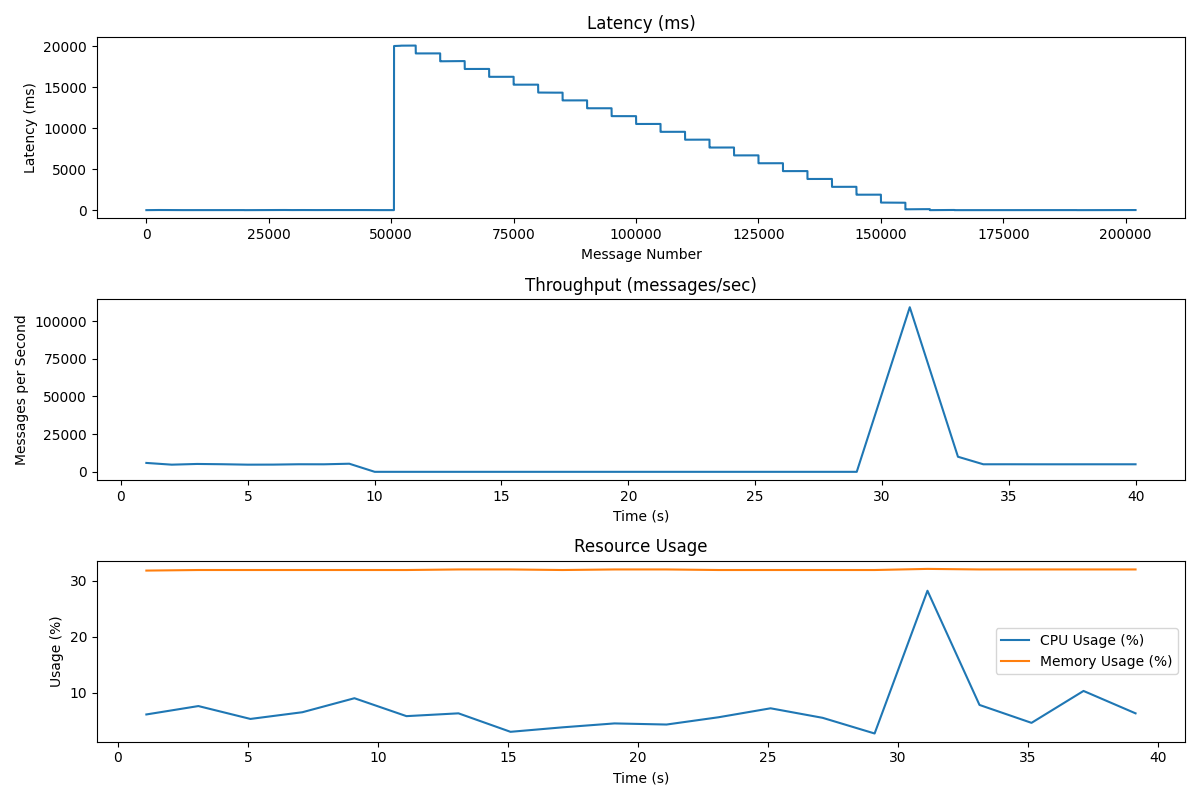 Latency (ms)
20000
15000
10000
5000
0
Latency (ms)
0 25000 50000 75000 100000 125000 150000 175000 200000
Message Number
Throughput (messages/sec)
100000
75000
50000
25000
0
Messages per Second
0 5 10 15 20 25 30 35 40
Time (s)
Resource Usage
30
20
10
Usage (%)
CPU Usage (%)
Memory Usage (%)
0 5 10 15 20 25 30 35 40
Time (s)